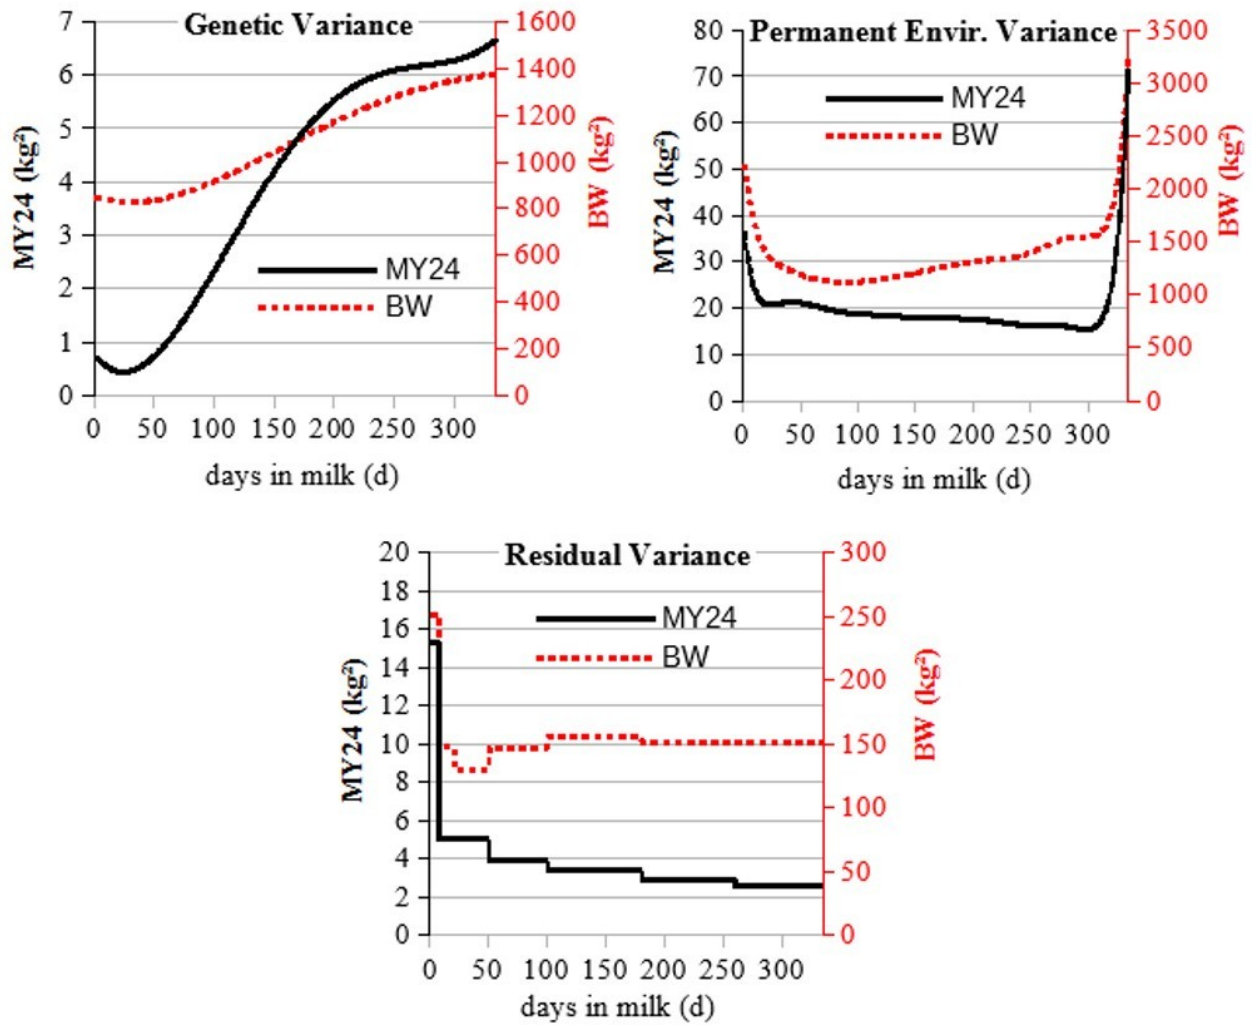 Genetic Variance
7
6
5
4
3
2
1
0
MY24 (kg²)
1600
1400
1200
1000
800
600
400
200
0
BW (kg²)
MY24
BW
0 50 100 150 200 250 300
days in milk (d)
Permanent Envir. Variance
80
70
60
50
40
30
20
10
0
MY24 (kg²)
3500
3000
2500
2000
1500
1000
500
0
BW (kg²)
MY24
BW
0 50 100 150 200 250 300
days in milk (d)
Residual Variance
20
18
16
14
12
10
8
6
4
2
0
MY24 (kg²)
300
250
200
150
100
50
0
BW (kg²)
MY24
BW
0 50 100 150 200 250 300
days in milk (d)